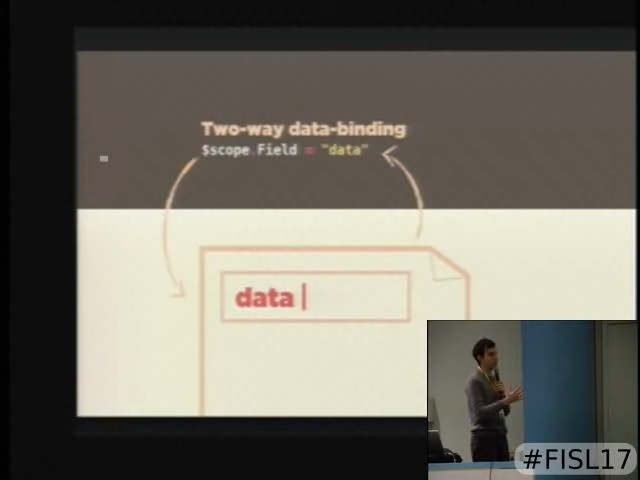 Two-way data-binding
$scope.Field = "data"
data
#FISL17